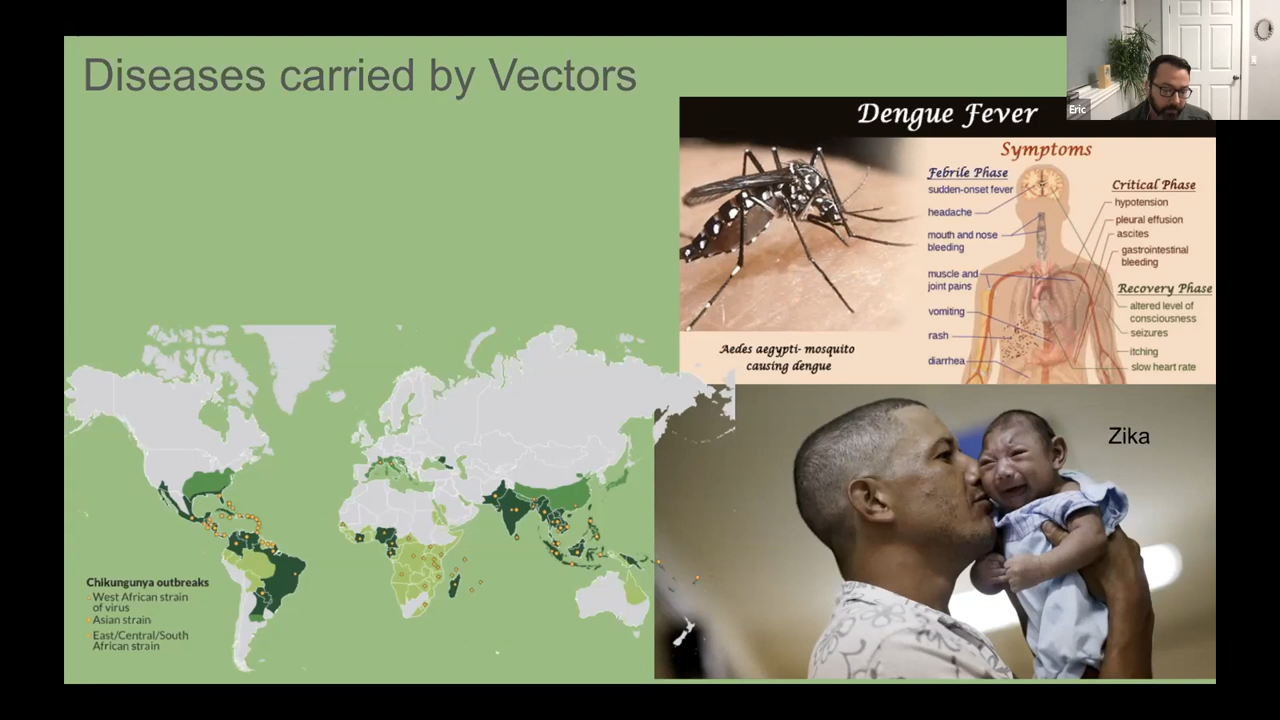 Diseases carried by Vectors
Eric
Dengue Fever
Symptoms
Febrile Phase
sudden-onset fever
headache
mouth and nose
bleeding
muscle and
joint pains
vomiting
rash
diarrhea
Critical Phase
hypotension
pleural effusion
ascites
gastrointestinal
bleeding
Recovery Phase
altered level of
consciousness
seizures
itching
slow heart rate
Aedes aegypti- mosquito
causing dengue
Zika
Chikungunya outbreaks
West African strain
of virus
Asian strain
East/Central/South
African strain